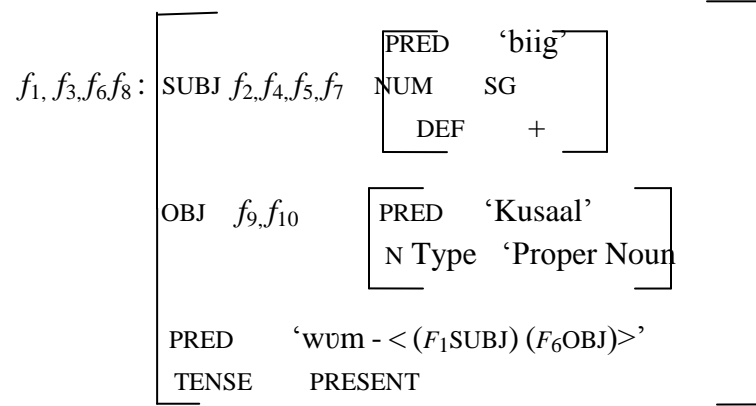 PRED ‘biig’
f1, f3,f6f8 : SUBJ f2,f4,f5,f7 NUM SG
DEF +
OBJ f9,f10 PRED ‘Kusaal’
N Type ‘Proper Noun
PRED ‘wʋm - < (F1SUBJ) (F6OBJ)>’
TENSE PRESENT